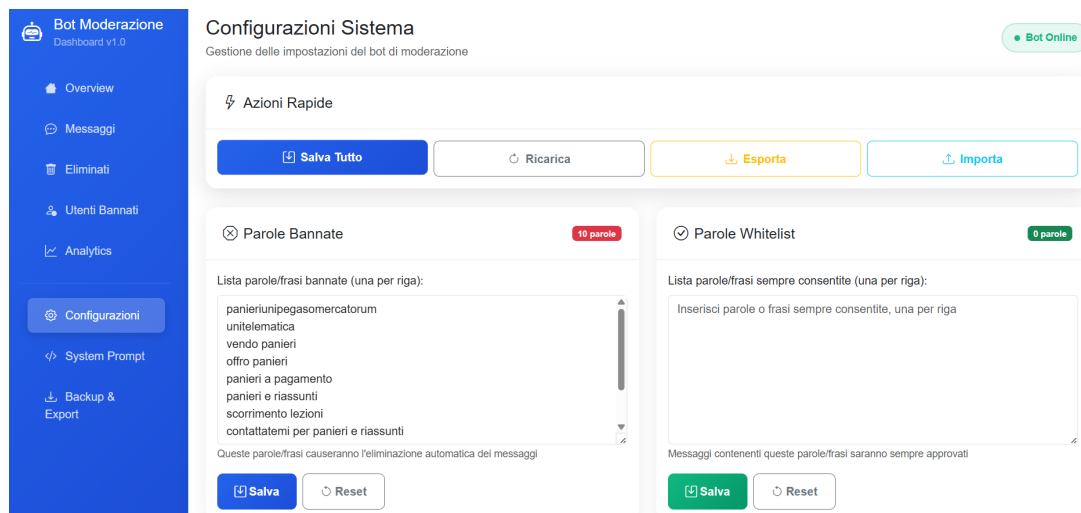 Bot Moderazione
Dashboard v1.0
Overview
Messaggi
Eliminati
Utenti Bannati
Analytics
Configurazioni
System Prompt
Backup &
Export
Configurazioni Sistema
Gestione delle impostazioni del bot di moderazione
Bot Online
Azioni Rapide
Salva Tutto
Ricarica
Esporta
Importa
Parole Bannate
10 parole
Lista parole/frasi bannate (una per riga):
panieriunipegasomercatorum
unitelematica
vendo panieri
offro panieri
panieri a pagamento
panieri e riassunti
scorrimento lezioni
contattatemi per panieri e riassunti
Queste parole/frasi causeranno l'eliminazione automatica dei messaggi
Salva
Reset
Parole Whitelist
0 parole
Lista parole/frasi sempre consentite (una per riga):
Inserisci parole o frasi sempre consentite, una per riga
Messaggi contenenti queste parole/frasi saranno sempre approvati
Salva
Reset